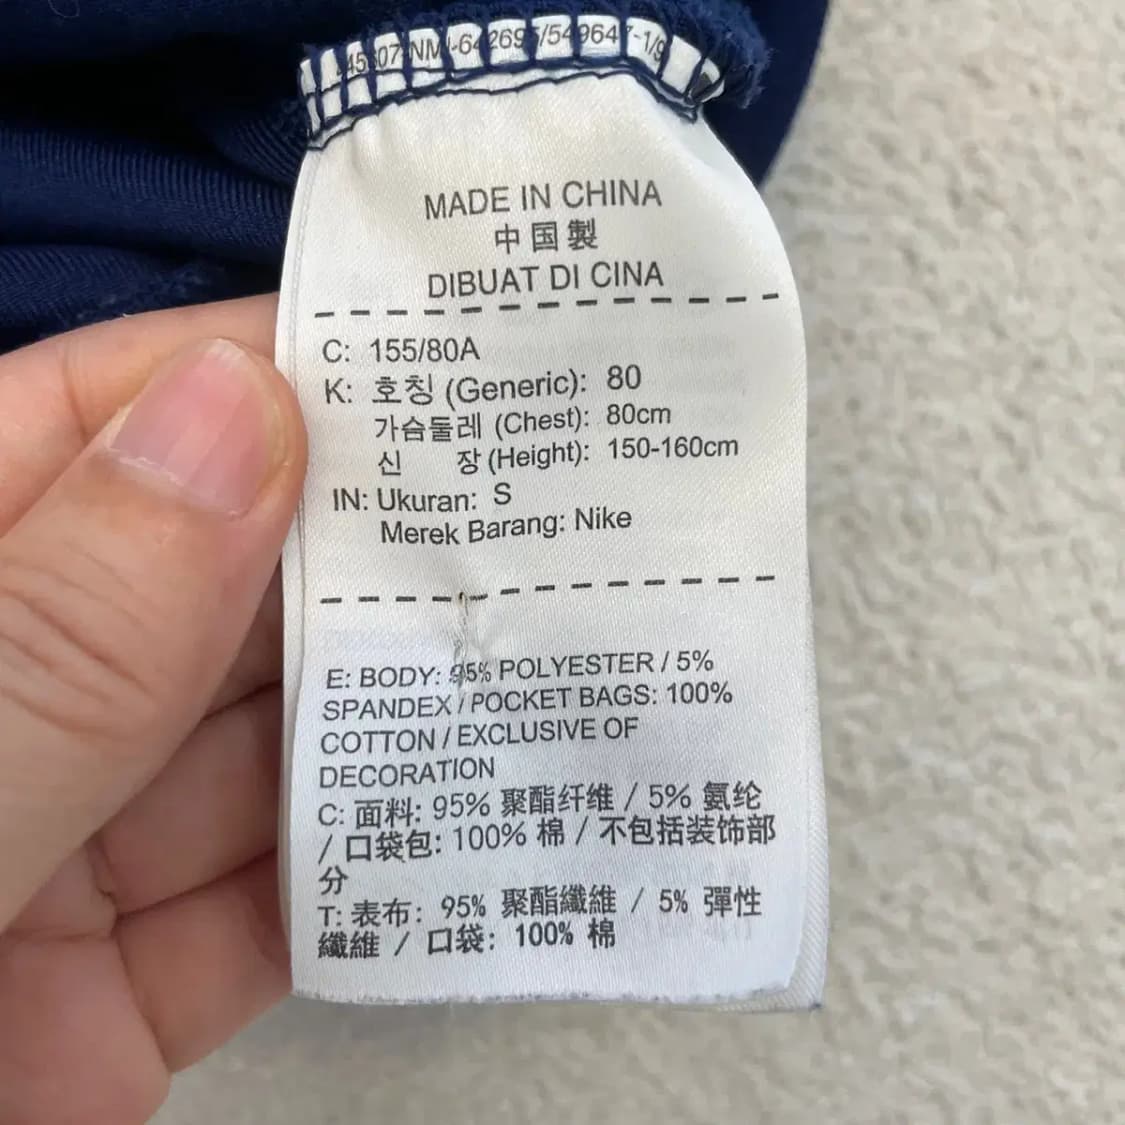 MADE IN CHINA
中国製
DIBUAT DI CINA
C: 155/80A
K: 호칭 (Generic): 80
가슴둘레 (Chest): 80cm
신 장 (Height): 150-160cm
IN: Ukuran: S
Merek Barang: Nike
E: BODY: 95% POLYESTER / 5%
SPANDEX / POCKET BAGS: 100%
COTTON / EXCLUSIVE OF
DECORATION
C: 面料: 95% 聚酯纤维 / 5% 氨纶
/ 口袋包: 100% 棉 / 不包括装饰部
分
T: 表布: 95% 聚酯纖維 / 5% 彈性
纖維 / 口袋: 100% 棉